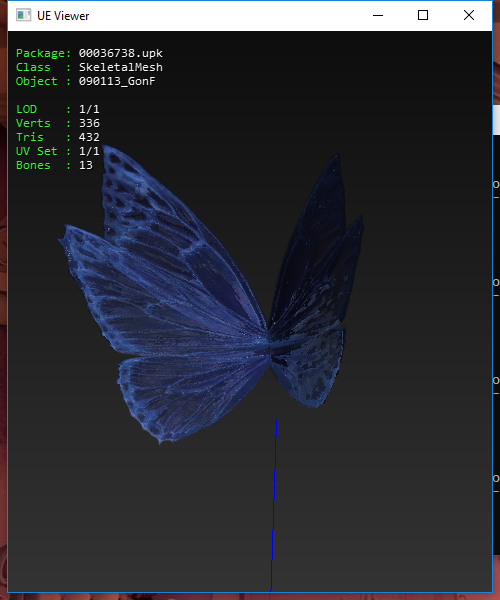 UE Viewer
Package: 00036738.upk
Class : SkeletalMesh
Object : 090113_GonF
LOD : 1/1
Verts : 336
Tris : 432
UV Set : 1/1
Bones : 13